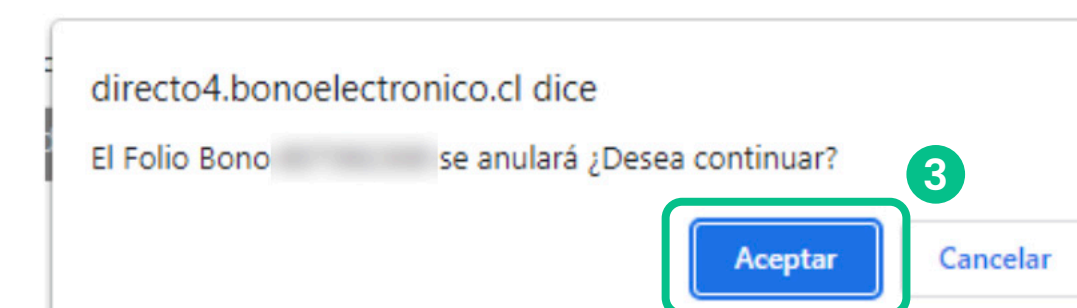 directo4.bonoelectronico.cl dice
El Folio Bono se anulará ¿Desea continuar?
3
Aceptar Cancelar